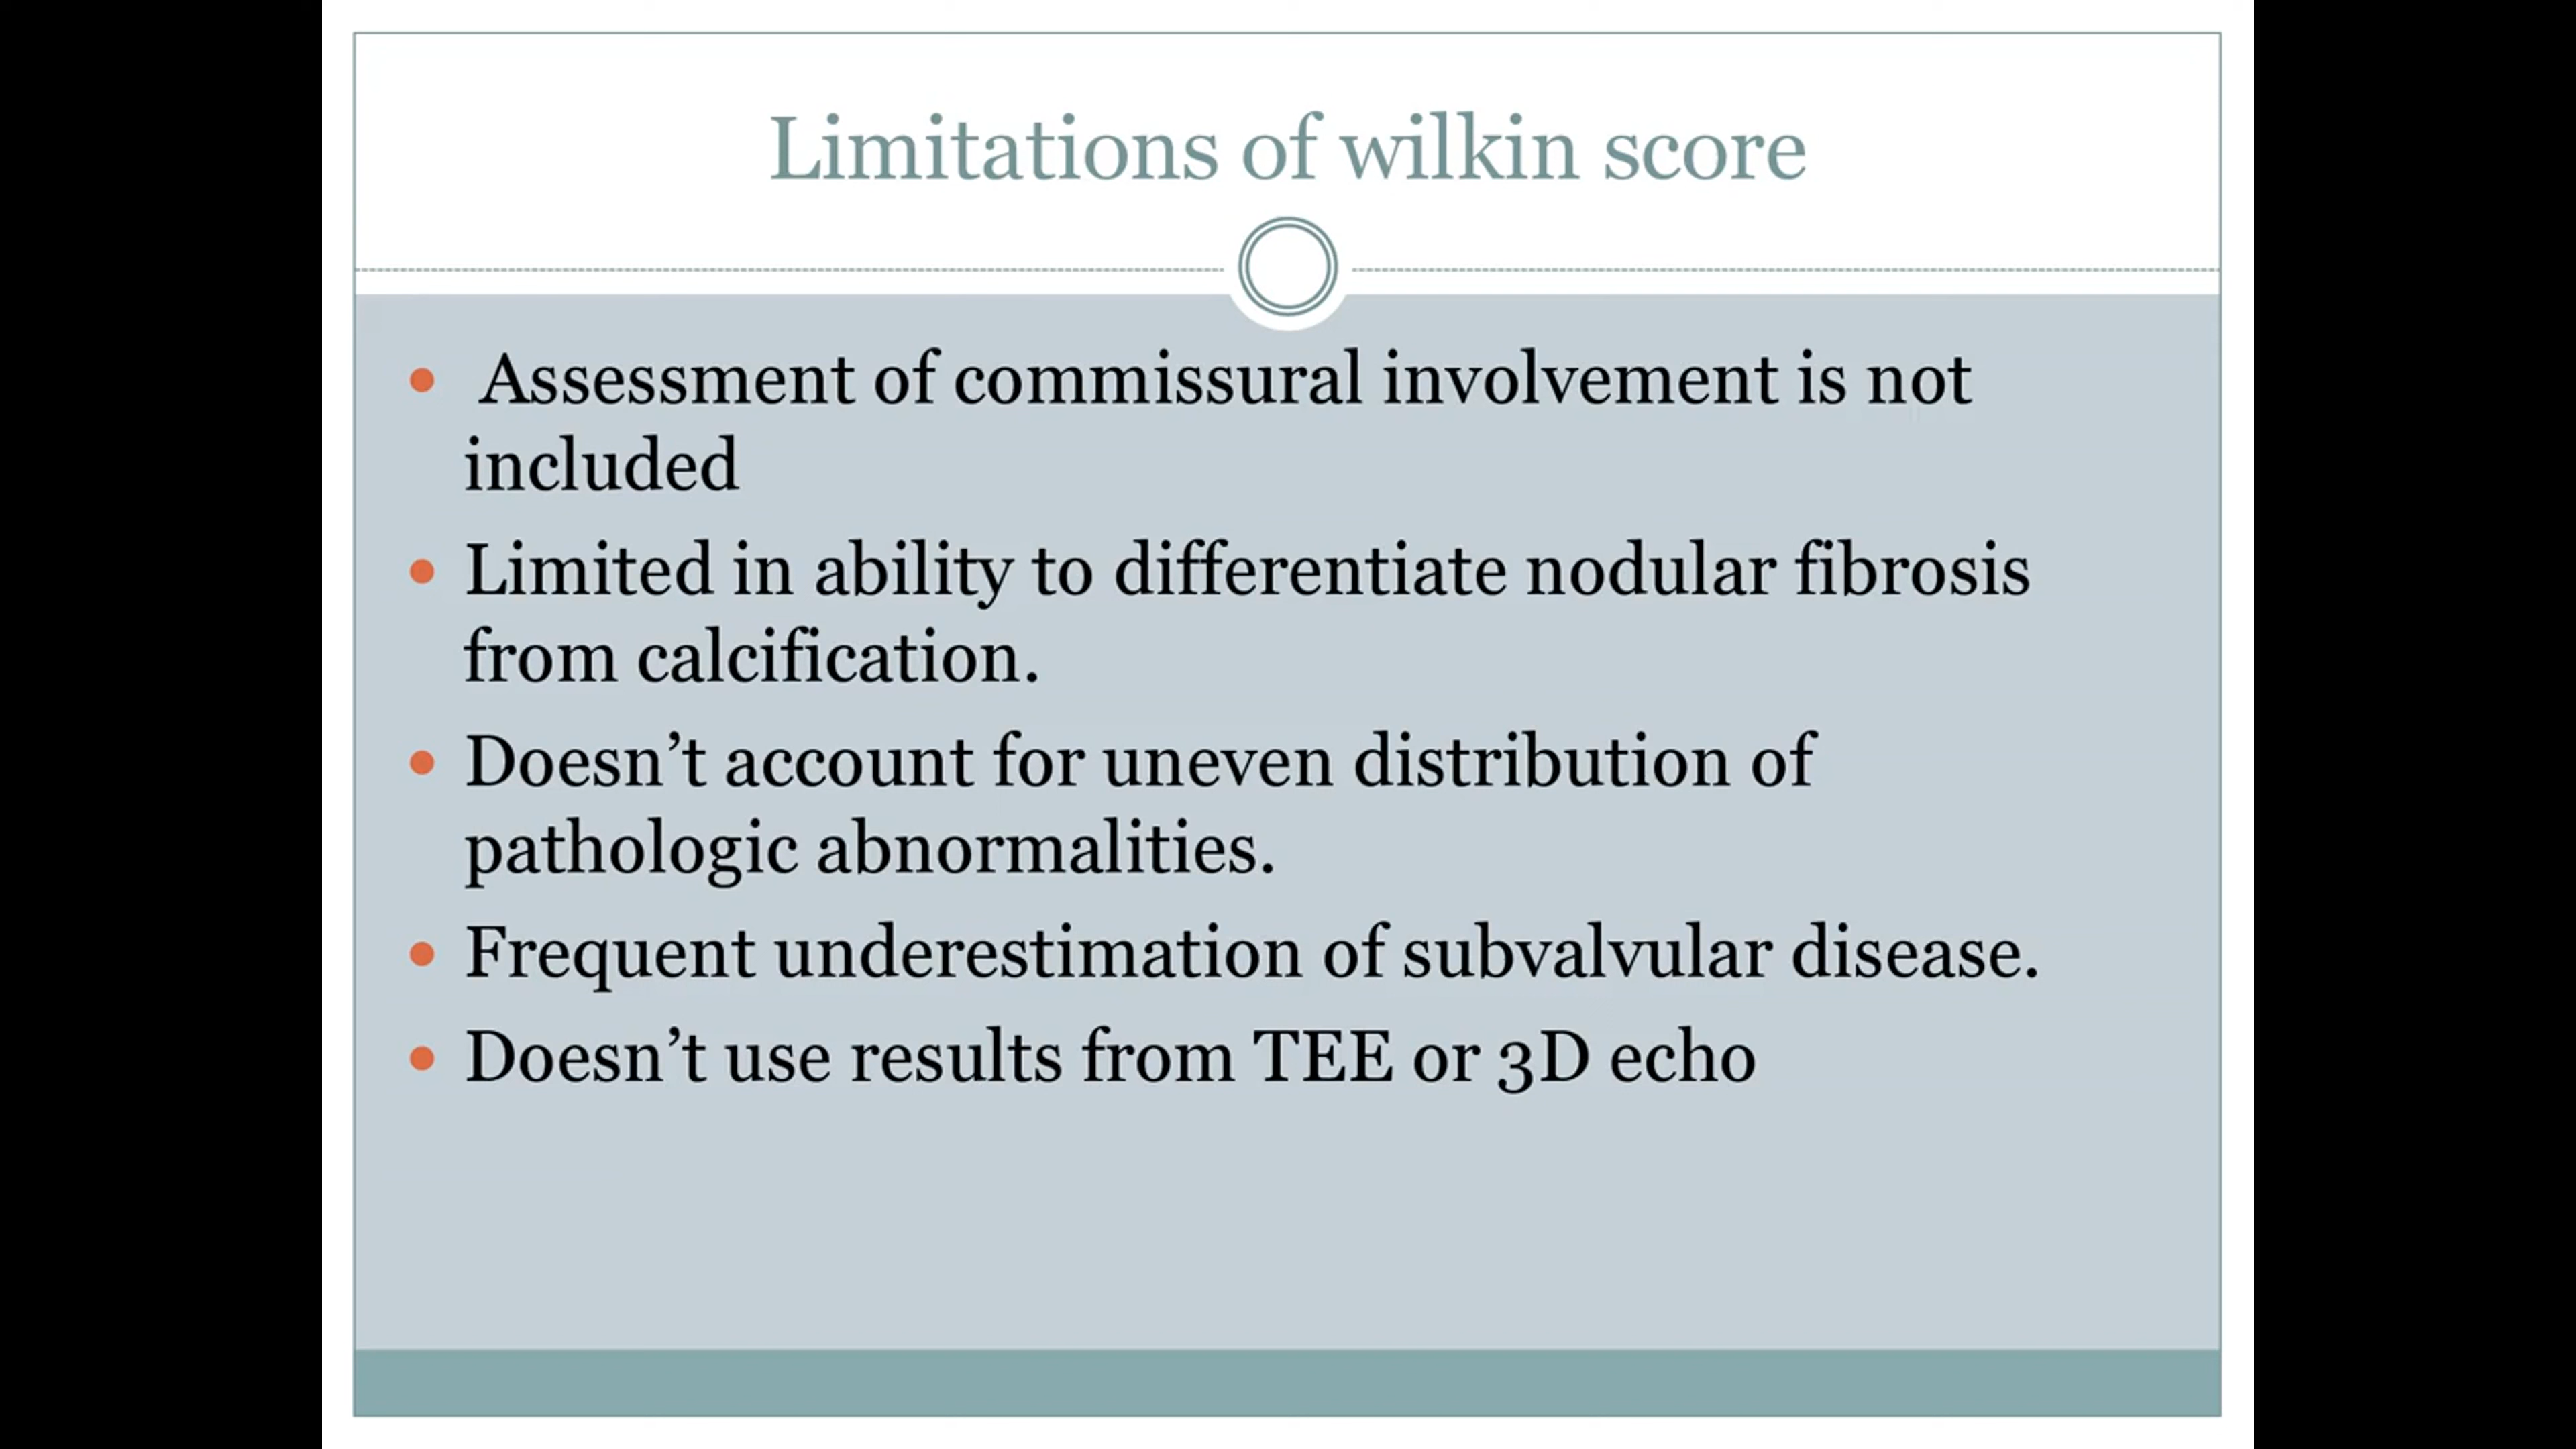 Limitations of wilkin score
• Assessment of commissural involvement is not
included
• Limited in ability to differentiate nodular fibrosis
from calcification.
• Doesn’t account for uneven distribution of
pathologic abnormalities.
• Frequent underestimation of subvalvular disease.
• Doesn’t use results from TEE or 3D echo